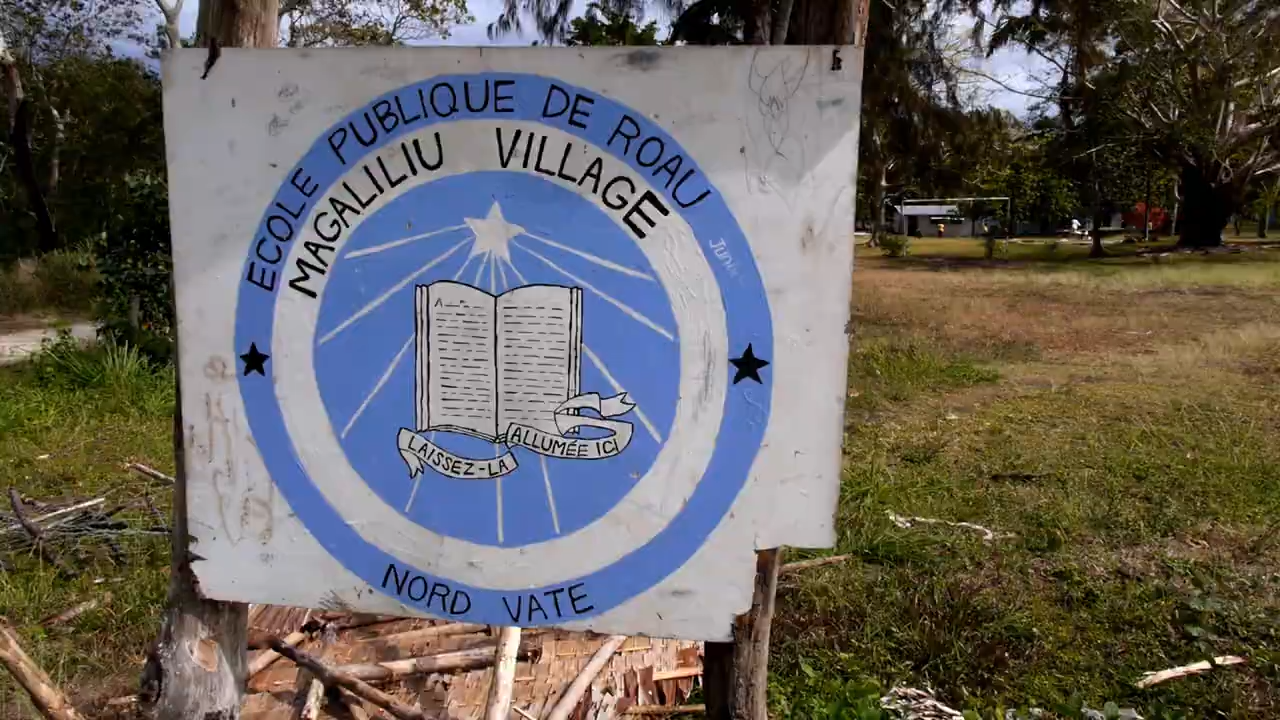 ECOLE PUBLIQUE DE ROAU
MAGALILIU VILLAGE
LAISSEZ-LA ALLUMÉE ICI
NORD VATE